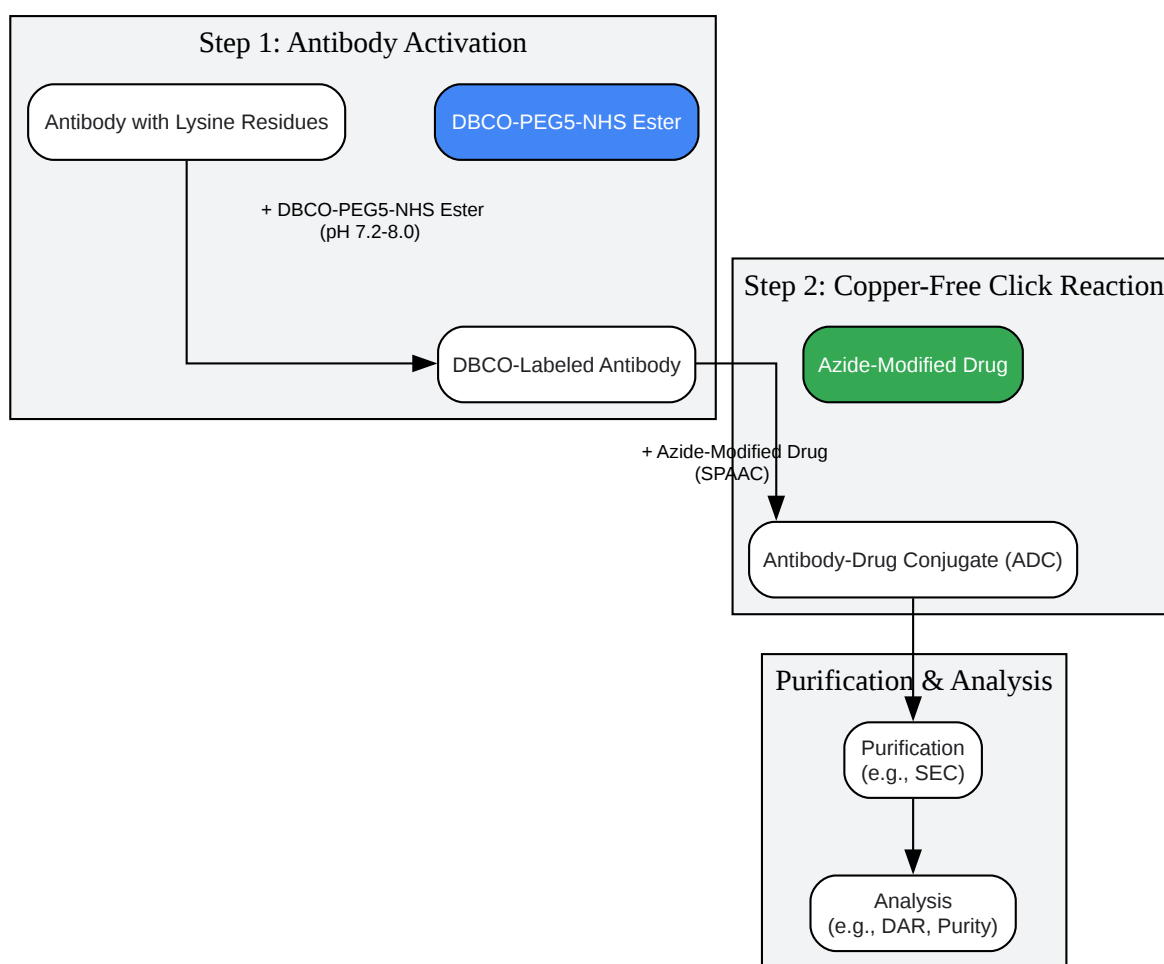 Step 1: Antibody Activation
Antibody with Lysine Residues
DBCO-PEG5-NHS Ester
+ DBCO-PEG5-NHS Ester
(pH 7.2-8.0)
DBCO-Labeled Antibody
Step 2: Copper-Free Click Reaction
Azide-Modified Drug
+ Azide-Modified Drug
(SPAAC)
Antibody-Drug Conjugate (ADC)
Purification & Analysis
Purification
(e.g., SEC)
Analysis
(e.g., DAR, Purity)